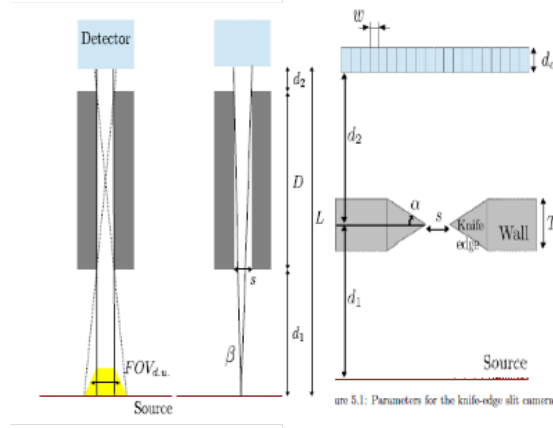 Detector
d₂
D
L
s
d₁
β
FOV_d.u.
Source
w
d₂
α
s
Knife
edge
Wall
T
d₁
Source
ure 5.1: Parameters for the knife-edge slit camera